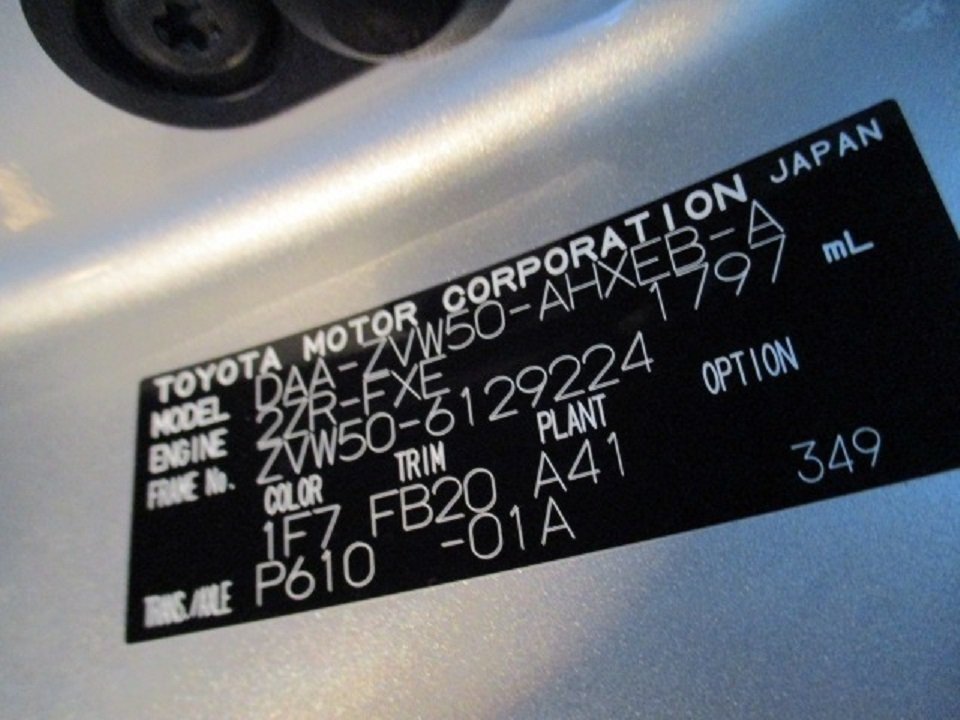 TOYOTA MOTOR CORPORATION JAPAN
MODEL DAA-ZVW50-AHXEB-A
ENGINE 2ZR-FXE 1797 mL
FRAME No. ZVW50-6129224
COLOR TRIM PLANT OPTION
1F7 FB20 A41 349
TRANS./AXLE P610 -01A